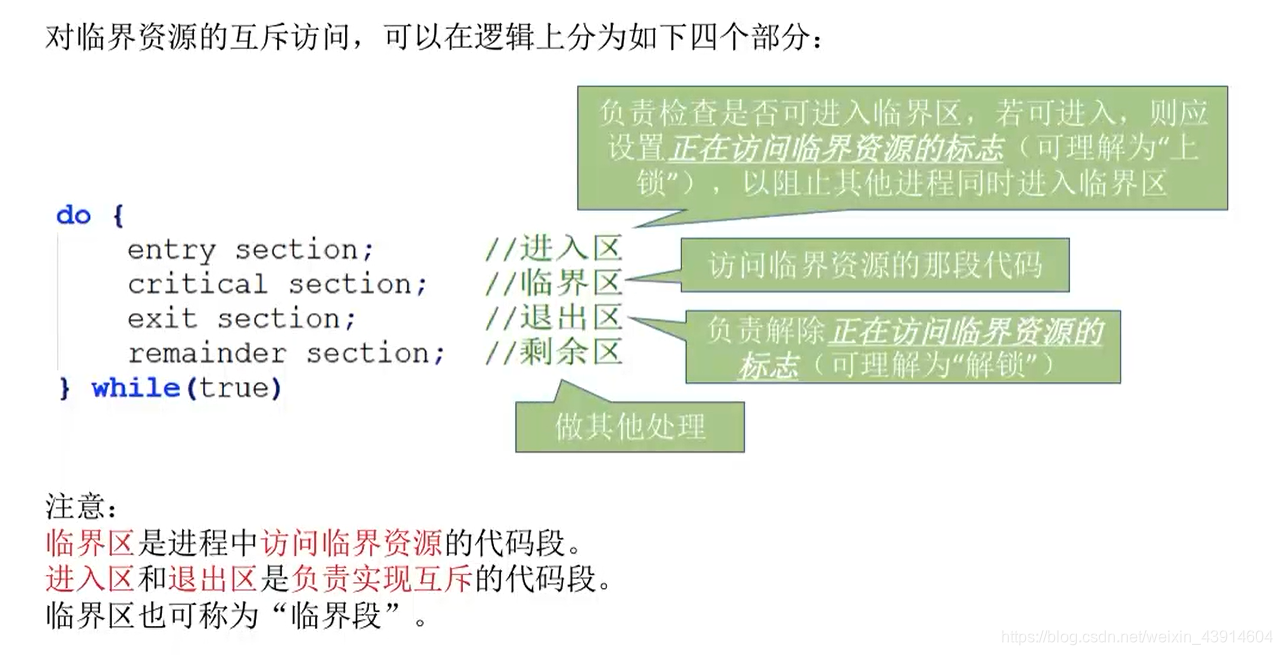 对临界资源的互斥访问，可以在逻辑上分为如下四个部分：
负责检查是否可进入临界区，若可进入，则应
设置正在访问临界资源的标志（可理解为“上
锁”），以阻止其他进程同时进入临界区
do {
entry section; //进入区
critical section; //临界区
exit section; //退出区
remainder section; //剩余区
} while(true)
访问临界资源的那段代码
负责解除正在访问临界资源的
标志（可理解为“解锁”）
做其他处理
注意：
临界区是进程中访问临界资源的代码段。
进入区和退出区是负责实现互斥的代码段。
临界区也可称为“临界段”。
https://blog.csdn.net/weixin_43914604